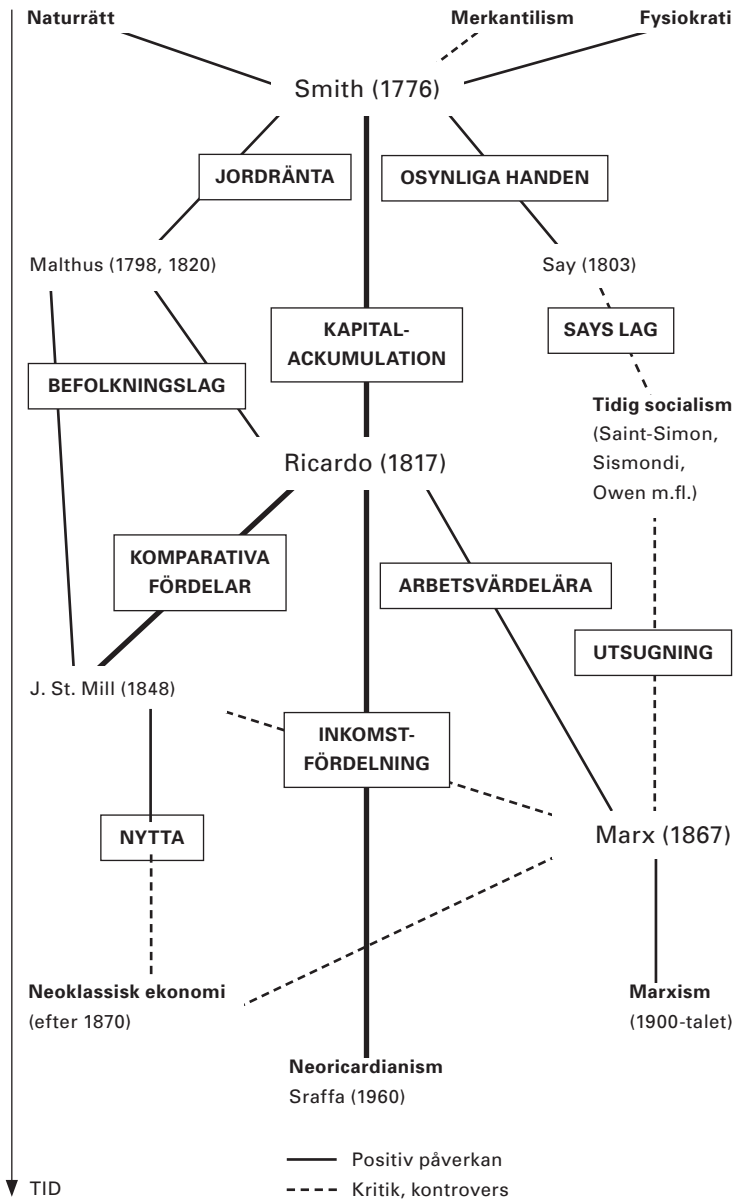 Naturrätt
Merkantilism
Fysiokrati
Smith (1776)
JORDRÄNTA
OSYNLIGA HANDEN
Malthus (1798, 1820)
Say (1803)
KAPITAL-
ACKUMULATION
SAYS LAG
BEFOLKNINGSLAG
Tidig socialism
(Saint-Simon,
Sismondi,
Owen m.fl.)
Ricardo (1817)
KOMPARATIVA
FÖRDELAR
ARBETSVÄRDELÄRA
UTSUGNING
J. St. Mill (1848)
INKOMST-
FÖRDELNING
NYTTA
Marx (1867)
Neoklassisk ekonomi
(efter 1870)
Marxism
(1900-talet)
Neoricardianism
Sraffa (1960)
Positiv påverkan
Kritik, kontrovers
TID